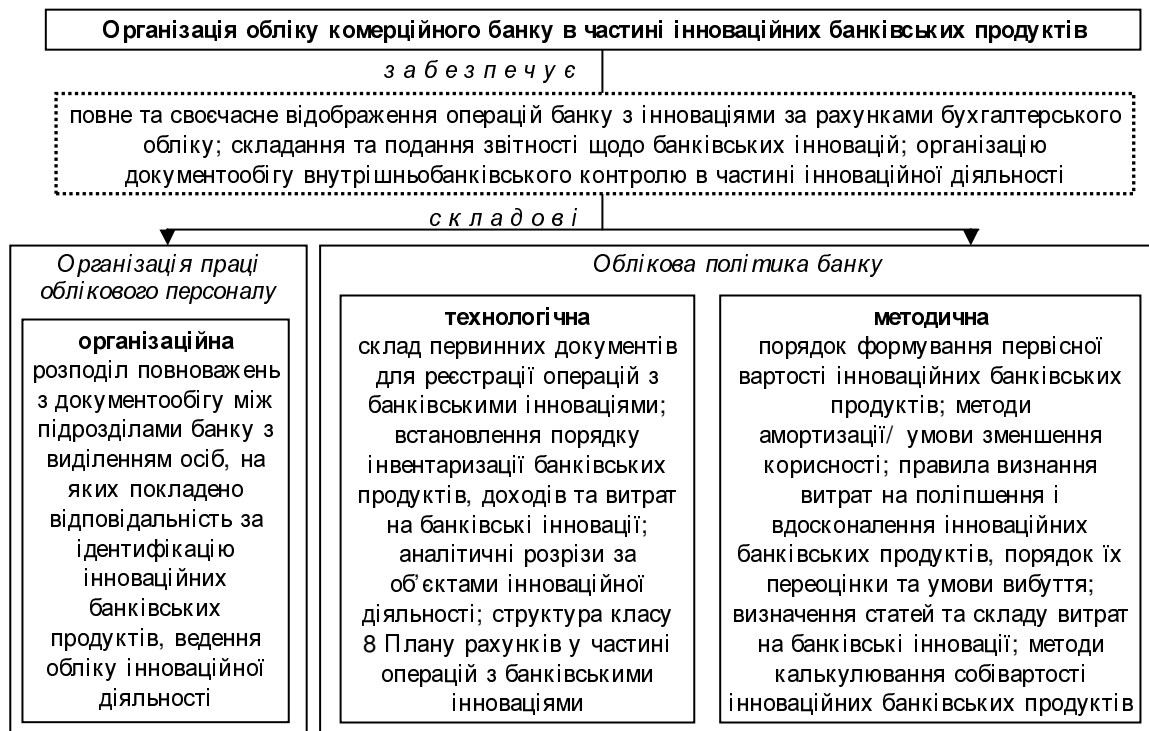 Організація обліку комерційного банку в частині інноваційних банківських продуктів
забезпечує
повне та своєчасне відображення операцій банку з інноваціями за рахунками бухгалтерського
обліку; складання та подання звітності щодо банківських інновацій; організацію
документообігу внутрішньобанківського контролю в частині інноваційної діяльності
складові
Організація праці
облікового персоналу
організаційна
розподіл повноважень
з документообігу між
підрозділами банку з
виділенням осіб, на
яких покладено
відповідальність за
ідентифікацію
інноваційних
банківських
продуктів, ведення
обліку інноваційної
діяльності
Облікова політика банку
технологічна
склад первинних документів
для реєстрації операцій з
банківськими інноваціями;
встановлення порядку
інвентаризації банківських
продуктів, доходів та витрат
на банківські інновації;
аналітичні розрізи за
об’єктами інноваційної
діяльності; структура класу
8 Плану рахунків у частині
операцій з банківськими
інноваціями
методична
порядок формування первісної
вартості інноваційних банківських
продуктів; методи
амортизації/ умови зменшення
корисності; правила визнання
витрат на поліпшення і
вдосконалення інноваційних
банківських продуктів, порядок їх
переоцінки та умови вибуття;
визначення статей та складу витрат
на банківські інновації; методи
калькулювання собівартості
інноваційних банківських продуктів